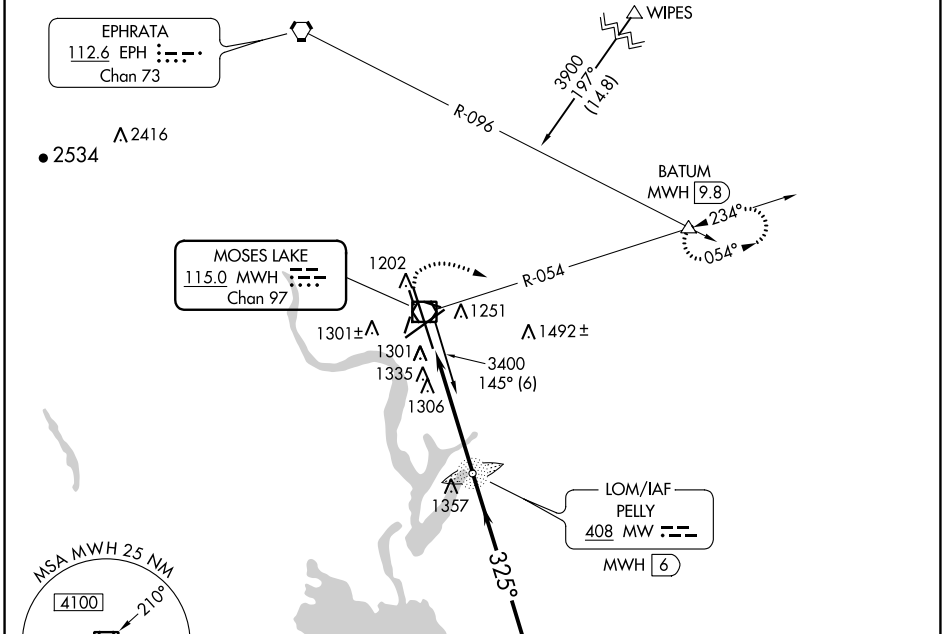 WIPES
EPHRATA
112.6 EPH
Chan 73
3900
197°
(14.8)
R-096
2416
2534
BATUM
MWH 9.8
234°
054°
MOSES LAKE
115.0 MWH
Chan 97
1202
R-054
1251
1301±
1492±
1301
3400
145° (6)
1335
1306
1357
LOM/IAF
PELLY
408 MW
MWH 6
325°
MSA MWH 25 NM
4100
210°